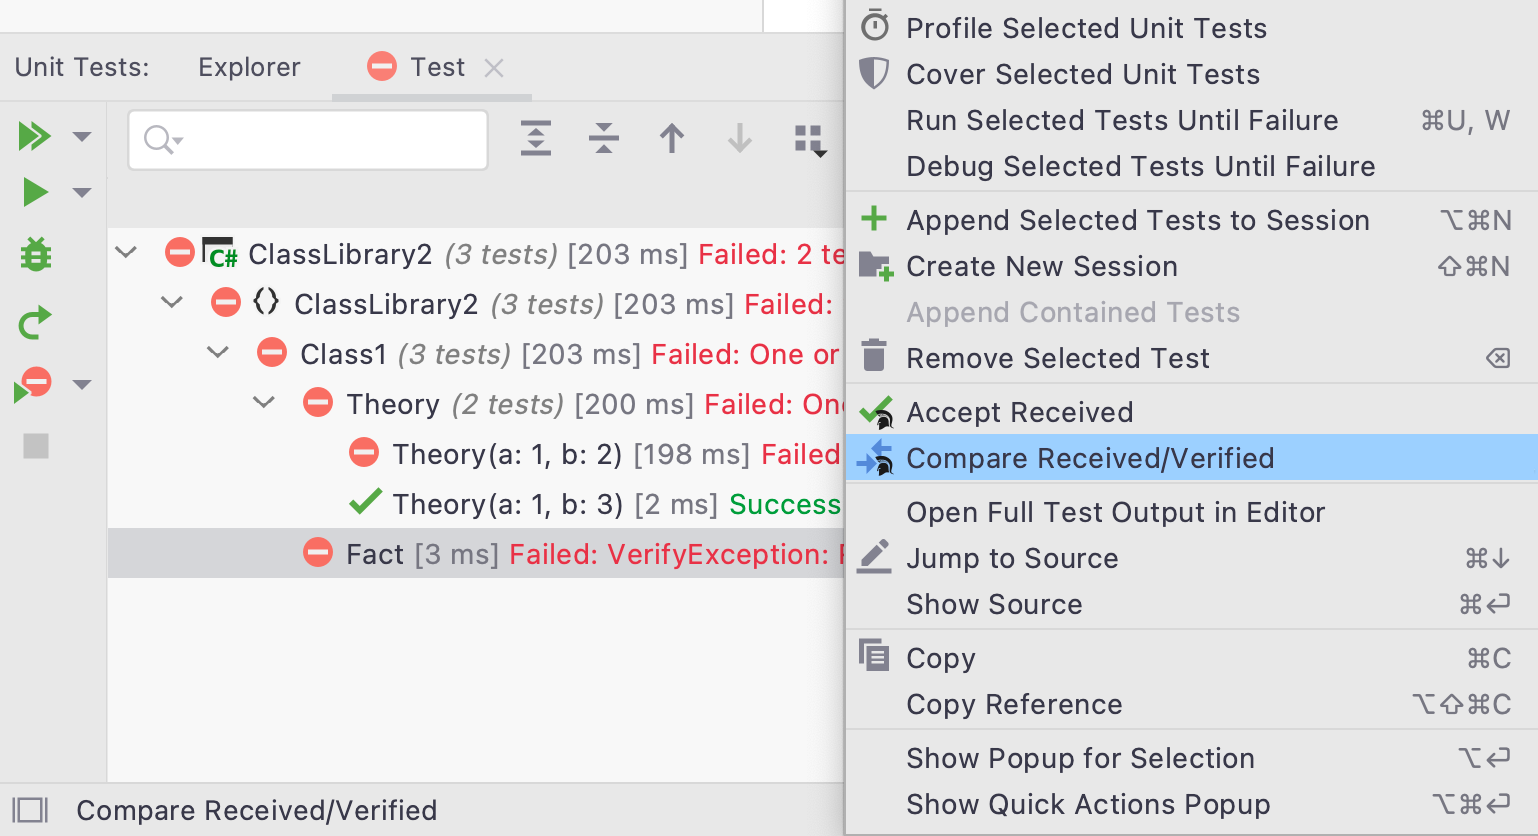 Unit Tests:
Explorer
Test
C# ClassLibrary2 (3 tests) [203 ms] Failed: 2 te
{} ClassLibrary2 (3 tests) [203 ms] Failed:
Class1 (3 tests) [203 ms] Failed: One or
Theory (2 tests) [200 ms] Failed: One
Theory(a: 1, b: 2) [198 ms] Failed
Theory(a: 1, b: 3) [2 ms] Success
Fact [3 ms] Failed: VerifyException:
Compare Received/Verified
Profile Selected Unit Tests
Cover Selected Unit Tests
Run Selected Tests Until Failure ⌘U, W
Debug Selected Tests Until Failure
Append Selected Tests to Session ⌥⌘N
Create New Session ⇧⌘N
Append Contained Tests
Remove Selected Test ⌫
Accept Received
Compare Received/Verified
Open Full Test Output in Editor
Jump to Source ⌘↓
Show Source ⌘⏎
Copy ⌘C
Copy Reference ⌥⇧⌘C
Show Popup for Selection ⌥⏎
Show Quick Actions Popup ⌥⌘⏎